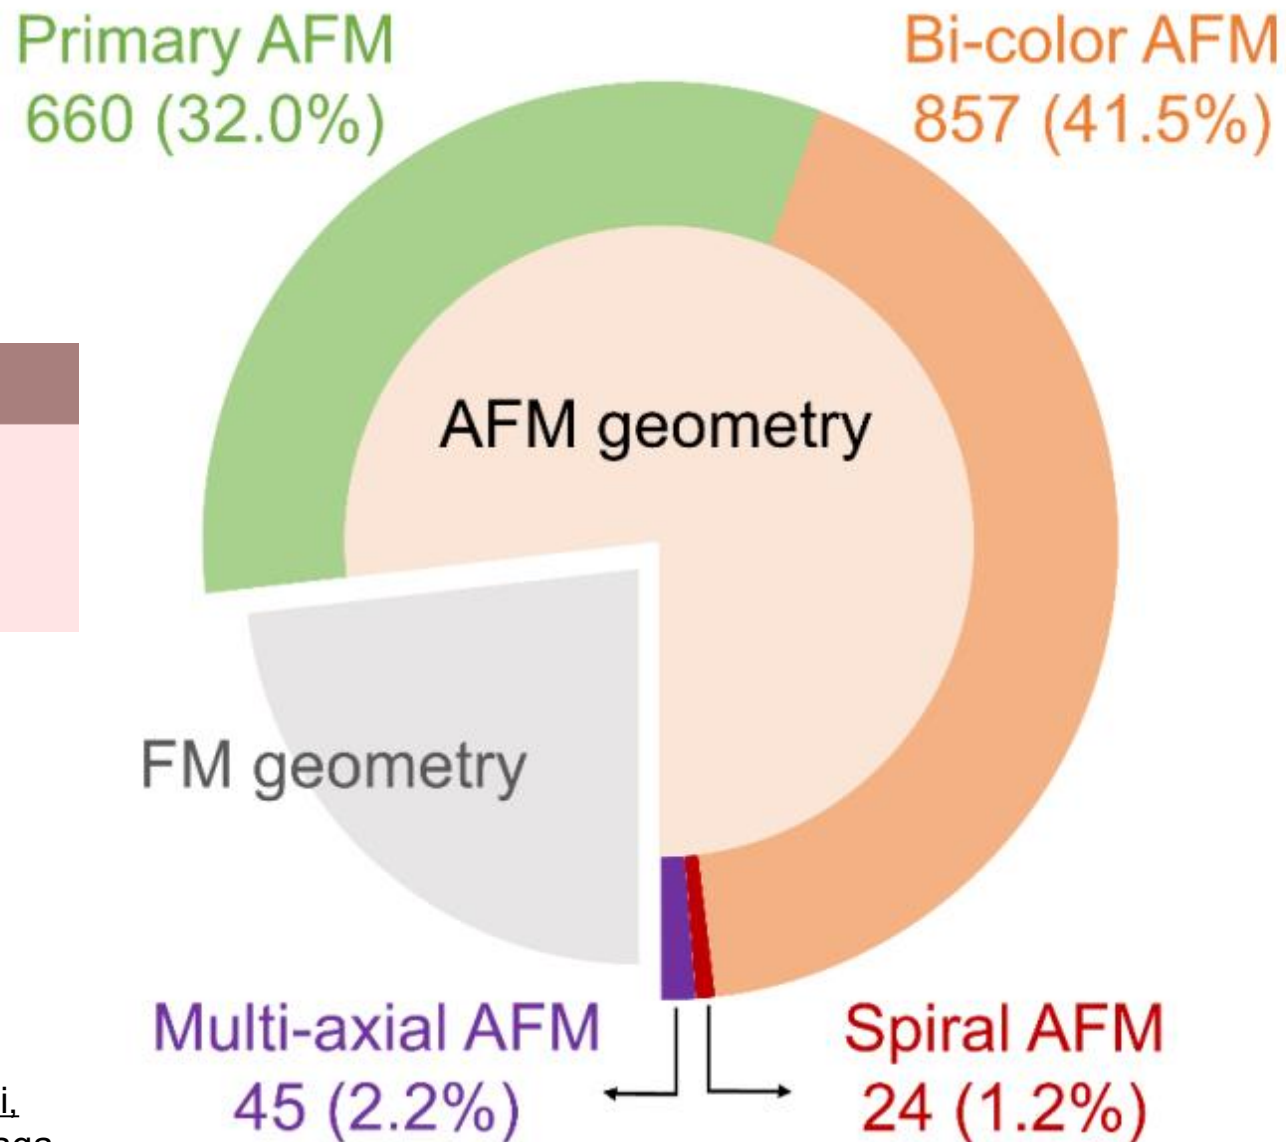 Primary AFM
660 (32.0%)
Bi-color AFM
857 (41.5%)
AFM geometry
FM geometry
Multi-axial AFM
45 (2.2%)
Spiral AFM
24 (1.2%)
i,